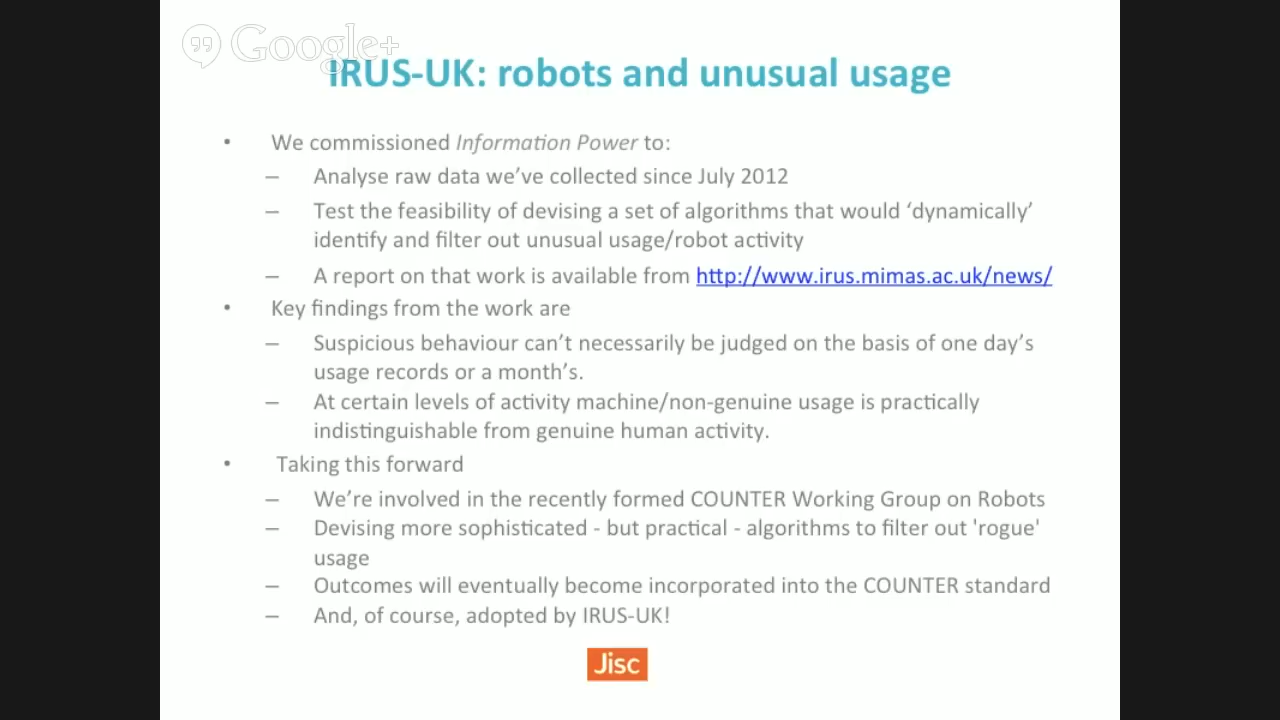 Google+
IRUS-UK: robots and unusual usage
• We commissioned Information Power to:
– Analyse raw data we've collected since July 2012
– Test the feasibility of devising a set of algorithms that would ‘dynamically’
identify and filter out unusual usage/robot activity
– A report on that work is available from http://www.irus.mimas.ac.uk/news/
• Key findings from the work are
– Suspicious behaviour can't necessarily be judged on the basis of one day's
usage records or a month's.
– At certain levels of activity machine/non-genuine usage is practically
indistinguishable from genuine human activity.
• Taking this forward
– We're involved in the recently formed COUNTER Working Group on Robots
– Devising more sophisticated - but practical - algorithms to filter out 'rogue'
usage
– Outcomes will eventually become incorporated into the COUNTER standard
– And, of course, adopted by IRUS-UK!
Jisc